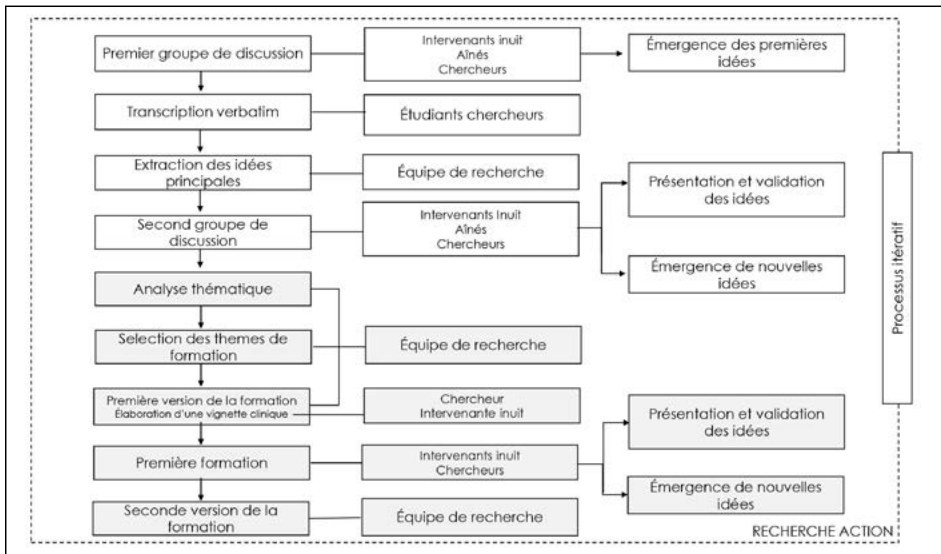 Premier groupe de discussion
Intervenants inuit
Aînés
Chercheurs
Émergence des premières
idées
Transcription verbatim
Étudiants chercheurs
Extraction des idées
principales
Équipe de recherche
Présentation et validation
des idées
Second groupe de
discussion
Intervenants Inuit
Aînés
Chercheurs
Émergence de nouvelles
idées
Analyse thématique
Selection des themes de
formation
Équipe de recherche
Première version de la formation
Élaboration d'une vignette clinique
Chercheur
Intervenante inuit
Présentation et validation
des idées
Première formation
Intervenants inuit
Chercheurs
Émergence de nouvelles
idées
Seconde version de la
formation
Équipe de recherche
Processus itératif
RECHERCHE ACTION